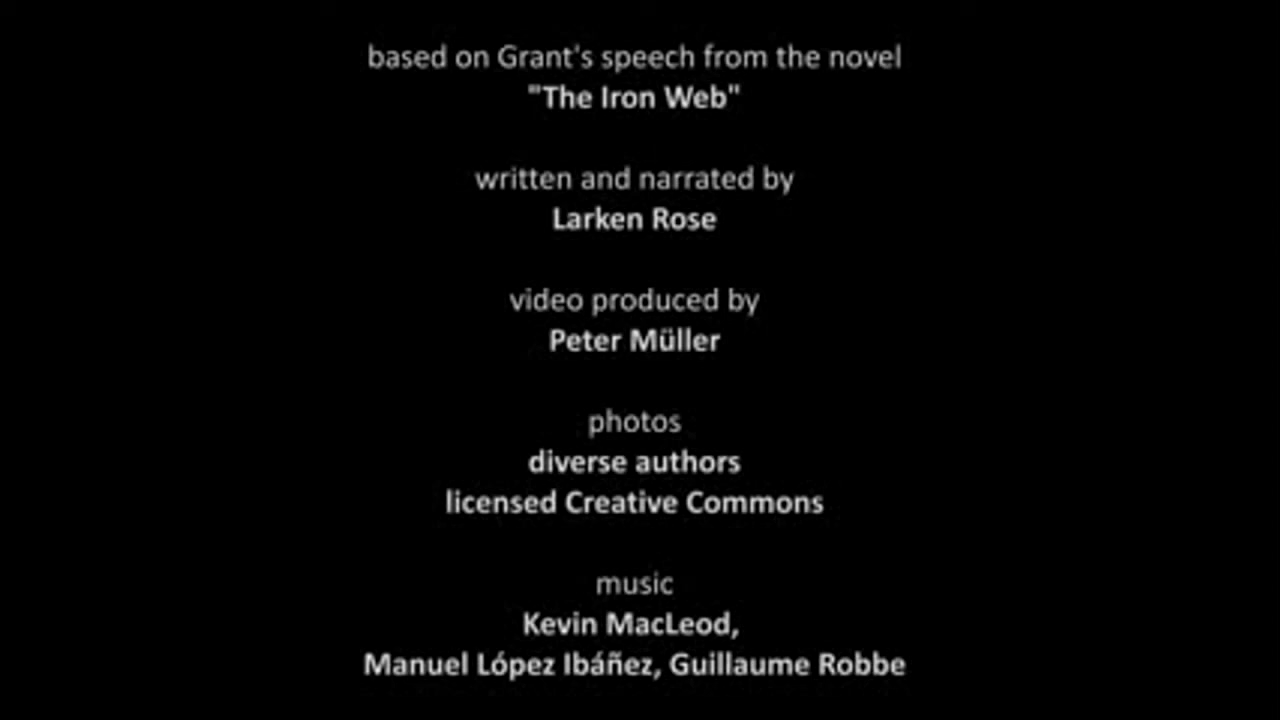 based on Grant's speech from the novel
"The Iron Web"
written and narrated by
Larken Rose
video produced by
Peter Müller
photos
diverse authors
licensed Creative Commons
music
Kevin MacLeod,
Manuel López Ibáñez, Guillaume Robbe